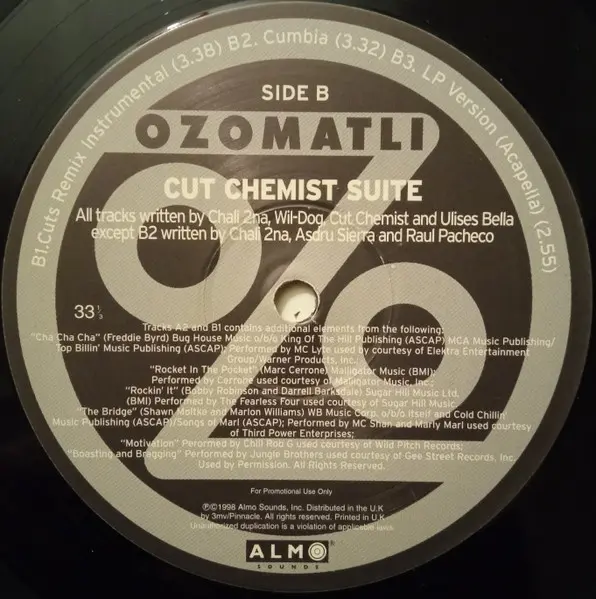 B1.Cuts Remix Instrumental (3.38) B2. Cumbia (3.32) B3. LP Version (Acapella) (2.55)
SIDE B
OZOMATLI
CUT CHEMIST SUITE
All tracks written by Chali 2na, Wil-Dog, Cut Chemist and Ulises Bella
except B2 written by Chali 2na, Asdru Sierra and Raul Pacheco
33 1/3
Tracks A2 and B1 contains additional elements from the following:
"Cha Cha Cha" (Freddie Byrd) Bug House Music o/b/o King Of The Hill Publishing (ASCAP) MCA Music Publishing/
Top Billin' Music Publishing (ASCAP); Performed by MC Lyte used by courtesy of Elektra Entertainment
Group/Warner Products, Inc.,
"Rocket In The Pocket" (Marc Cerrone) Malligator Music (BMI);
Performed by Cerrone used courtesy of Malligator Music, Inc.;
"Rockin' It" (Bobby Robinson and Darrell Barksdale) Sugar Hill Music Ltd.
(BMI) Performed by The Fearless Four used by courtesy of Sugar Hill Music;
"The Bridge" (Shawn Moltke and Marlon Williams) WB Music Corp. o/b/o Itself and Cold Chillin'
Music Publishing (ASCAP)/Songs of Marl (ASCAP); Performed by MC Shan and Marly Marl used courtesy
of Third Power Enterprises;
"Motivation" Perormed by Chill Rob G used courtesy of Wild Pitch Records,
"Boasting and Bragging" Performed by Jungle Brothers used courtesy of Gee Street Records, Inc.
Used by Permission. All Rights Reserved.
For Promotional Use Only
℗©1998 Almo Sounds, Inc. Distributed in the U.K
by 3mv/Pinnacle. All rights reserved. Printed in U.K
Unauthorized duplication is a violation of applicable laws
ALMO®
SOUNDS